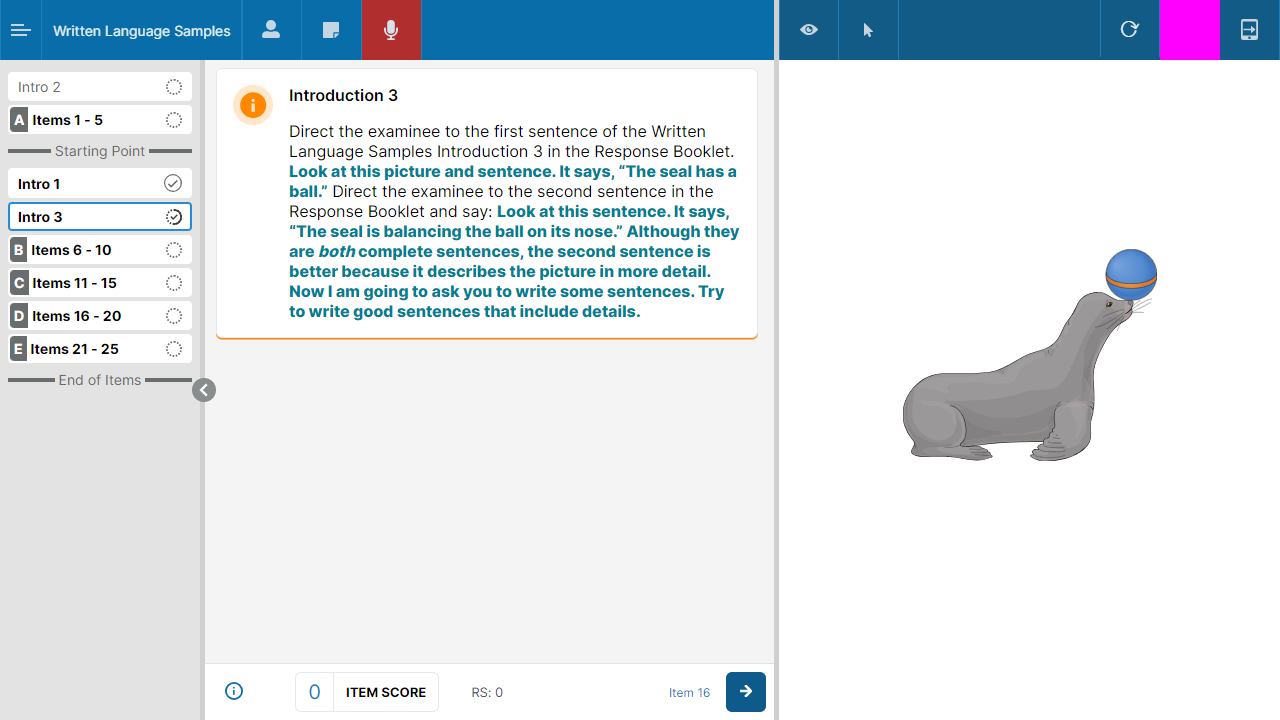 Written Language Samples
Intro 2
A Items 1 - 5
Starting Point
Intro 1
Intro 3
B Items 6 - 10
C Items 11 - 15
D Items 16 - 20
E Items 21 - 25
End of Items
Introduction 3
Direct the examinee to the first sentence of the Written
Language Samples Introduction 3 in the Response Booklet.
Look at this picture and sentence. It says, “The seal has a
ball.” Direct the examinee to the second sentence in the
Response Booklet and say: Look at this sentence. It says,
“The seal is balancing the ball on its nose.” Although they
are both complete sentences, the second sentence is
better because it describes the picture in more detail.
Now I am going to ask you to write some sentences. Try
to write good sentences that include details.
0 ITEM SCORE
RS: 0
Item 16